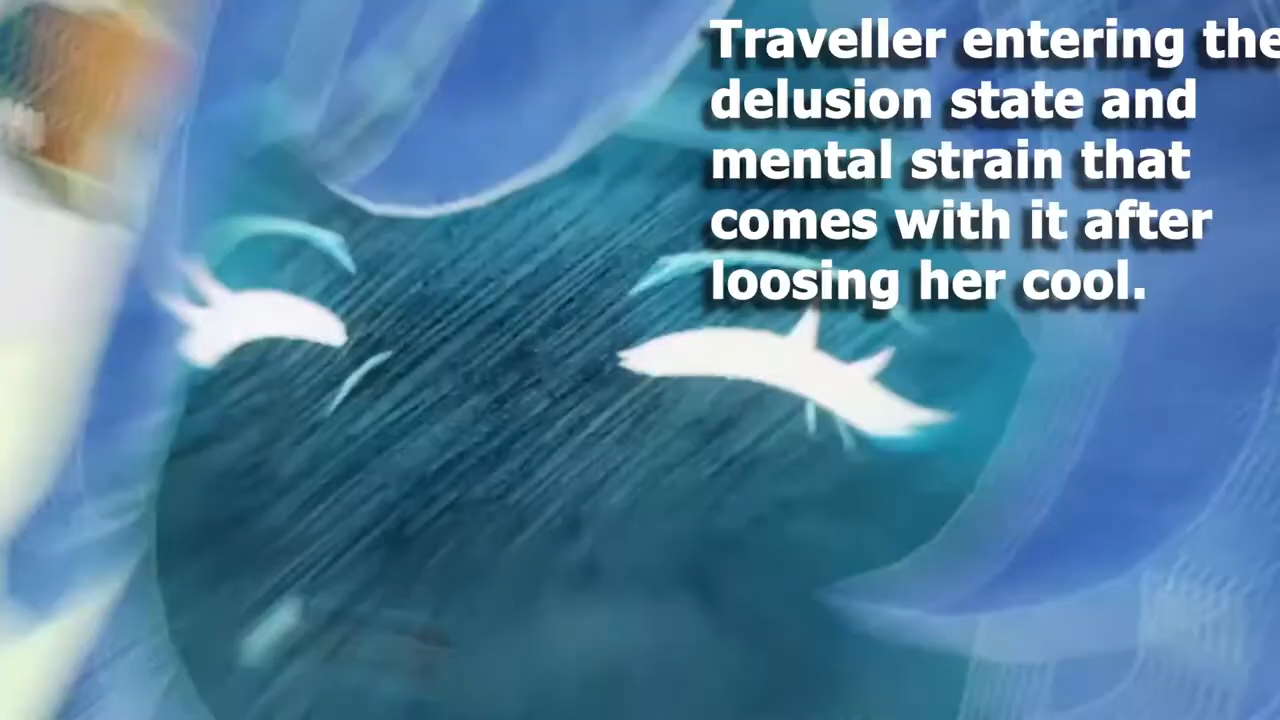 Traveller entering the
delusion state and
mental strain that
comes with it after
loosing her cool.